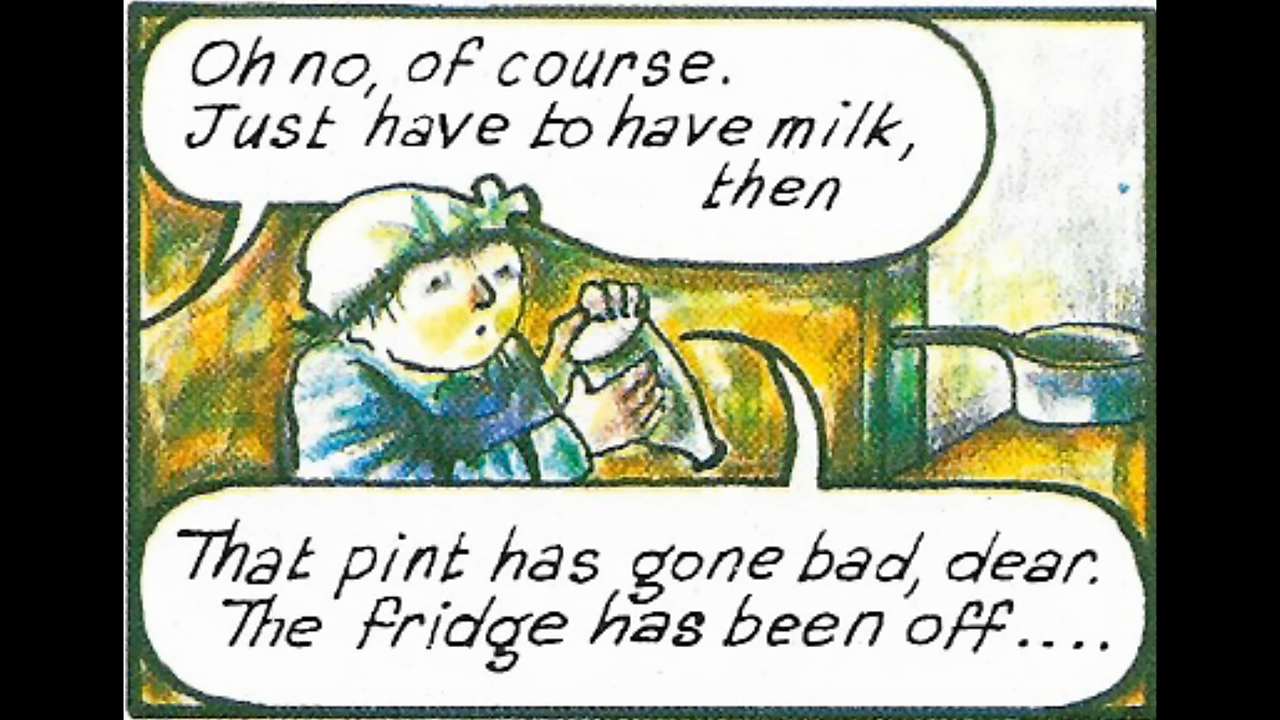 Oh no, of course.
Just have to have milk,
then
That pint has gone bad, dear.
The fridge has been off....